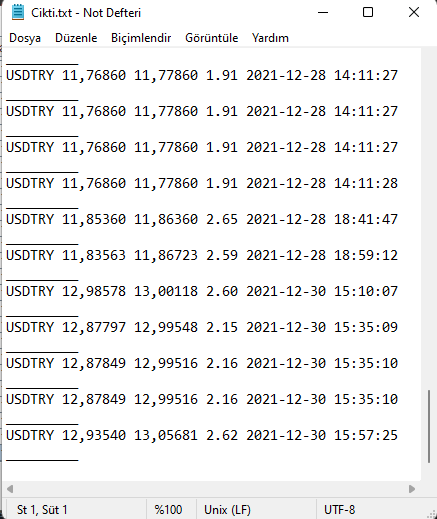 Cikti.txt - Not Defteri
Dosya Düzenle Biçimlendir Görüntüle Yardım
__________
USDTRY 11,76860 11,77860 1.91 2021-12-28 14:11:27
__________
USDTRY 11,76860 11,77860 1.91 2021-12-28 14:11:27
__________
USDTRY 11,76860 11,77860 1.91 2021-12-28 14:11:27
__________
USDTRY 11,76860 11,77860 1.91 2021-12-28 14:11:28
__________
USDTRY 11,85360 11,86360 2.65 2021-12-28 18:41:47
__________
USDTRY 11,83563 11,86723 2.59 2021-12-28 18:59:12
__________
USDTRY 12,98578 13,00118 2.60 2021-12-30 15:10:07
__________
USDTRY 12,87797 12,99548 2.15 2021-12-30 15:35:09
__________
USDTRY 12,87849 12,99516 2.16 2021-12-30 15:35:10
__________
USDTRY 12,87849 12,99516 2.16 2021-12-30 15:35:10
__________
USDTRY 12,93540 13,05681 2.62 2021-12-30 15:57:25
__________
St 1, Süt 1 %100 Unix (LF) UTF-8